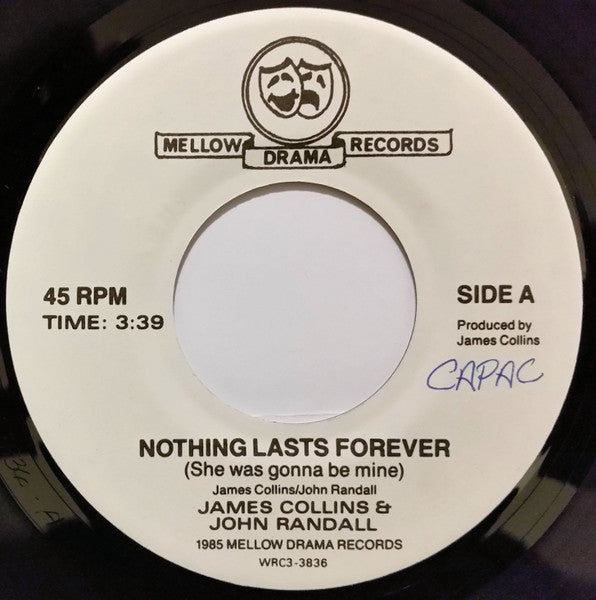 MELLOW DRAMA RECORDS
45 RPM
TIME: 3:39
SIDE A
Produced by
James Collins
CAPAC
NOTHING LASTS FOREVER
(She was gonna be mine)
James Collins/John Randall
JAMES COLLINS &
JOHN RANDALL
1985 MELLOW DRAMA RECORDS
WRC3-3836